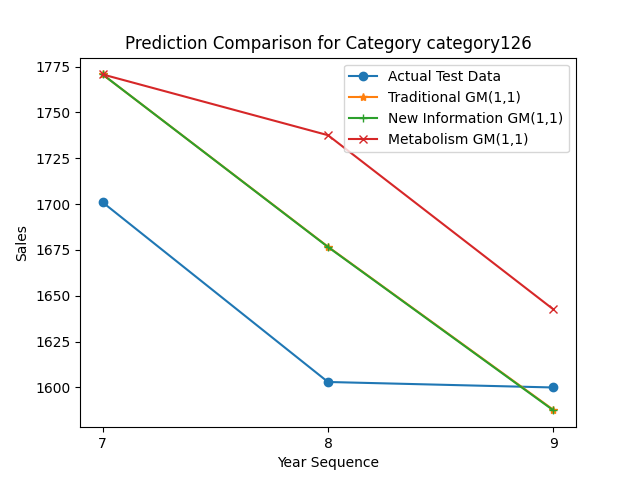 Prediction Comparison for Category category126
1775
1750
1725
1700
1675
1650
1625
1600
Sales
Actual Test Data
Traditional GM(1,1)
New Information GM(1,1)
Metabolism GM(1,1)
7
8
9
Year Sequence